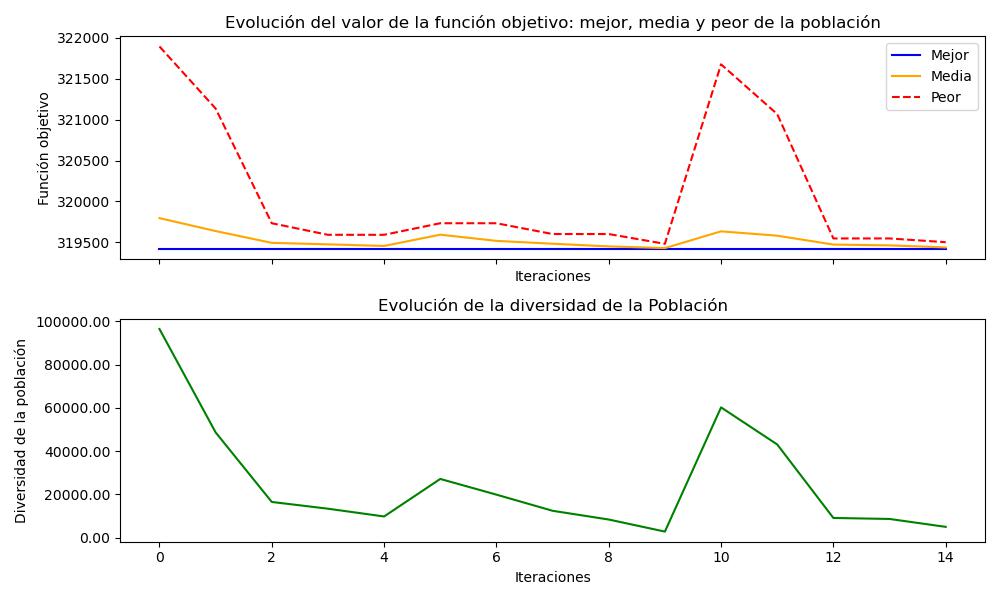 Evolución del valor de la función objetivo: mejor, media y peor de la población
322000
321500
321000
320500
320000
319500
Función objetivo
Mejor
Media
Peor
Iteraciones
Evolución de la diversidad de la Población
100000.00
80000.00
60000.00
40000.00
20000.00
0.00
Diversidad de la población
0 2 4 6 8 10 12 14
Iteraciones